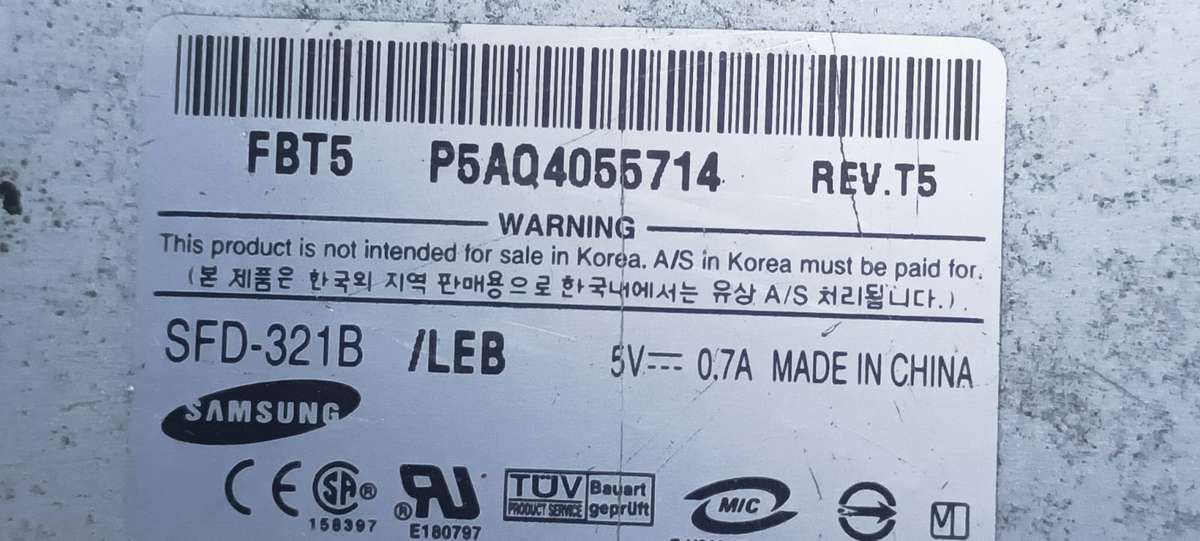 FBT5 P5AQ4055714 REV.T5
WARNING
This product is not intended for sale in Korea. A/S in Korea must be paid for.
(본 제품은 한국외 지역 판매용으로 한국내에서는 유상 A/S 처리됩니다.).
SFD-321B /LEB 5V⎓ 0.7A MADE IN CHINA
SAMSUNG
CE SA® ®RU TÜV Bauart MIC
PRODUCT SERVICE geprüft
158397 E180797